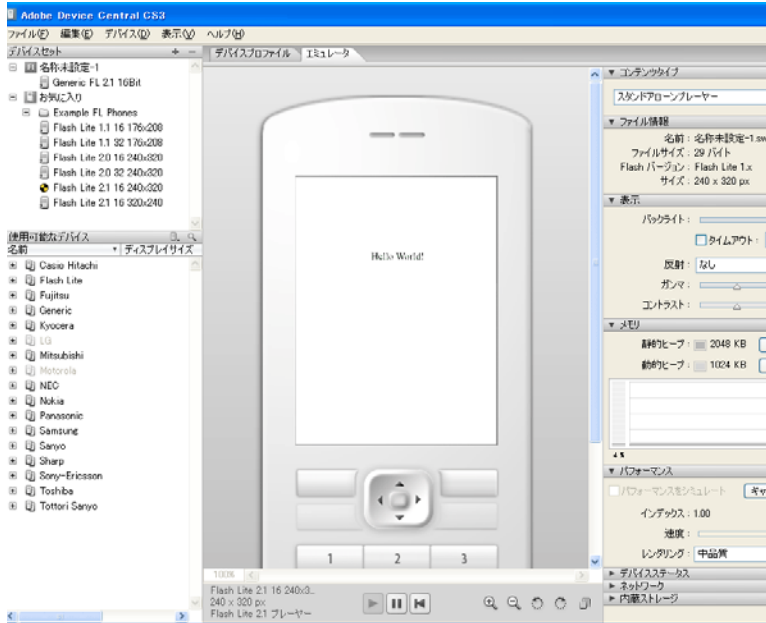 Adobe Device Central CS3
ファイル(F) 編集(E) デバイス(D) 表示(V) ヘルプ(H)
デバイスセット
名称未設定-1
Generic FL 2.1 16Bit
お気に入り
Example FL Phones
Flash Lite 1.1 16 176x208
Flash Lite 1.1 32 176x208
Flash Lite 2.0 16 240x320
Flash Lite 2.0 32 240x320
Flash Lite 2.1 16 240x320
Flash Lite 2.1 16 320x240
使用可能なデバイス
名前 ディスプレイサイズ
Casio Hitachi
Flash Lite
Fujitsu
Generic
Kyocera
LG
Mitsubishi
Motorola
NEC
Nokia
Panasonic
Samsung
Sanyo
Sharp
Sony-Ericsson
Toshiba
Tottori Sanyo
デバイスプロファイル エミュレータ
Hello World!
1 2 3
100%
Flash Lite 2.1 16 240x3...
240 x 320 px
Flash Lite 2.1 プレーヤー
コンテンツタイプ
スタンドアローンプレーヤー
ファイル情報
名前 : 名称未設定-1.sw
ファイルサイズ : 29 バイト
Flash バージョン : Flash Lite 1.x
サイズ : 240 x 320 px
表示
バックライト :
タイムアウト :
反射 : なし
ガンマ :
コントラスト :
メモリ
静的ヒープ : 2048 KB
動的ヒープ : 1024 KB
パフォーマンス
パフォーマンスをシミュレート キャ
インデックス : 1.00
速度 :
レンダリング : 中品質
デバイスステータス
ネットワーク
内蔵ストレージ